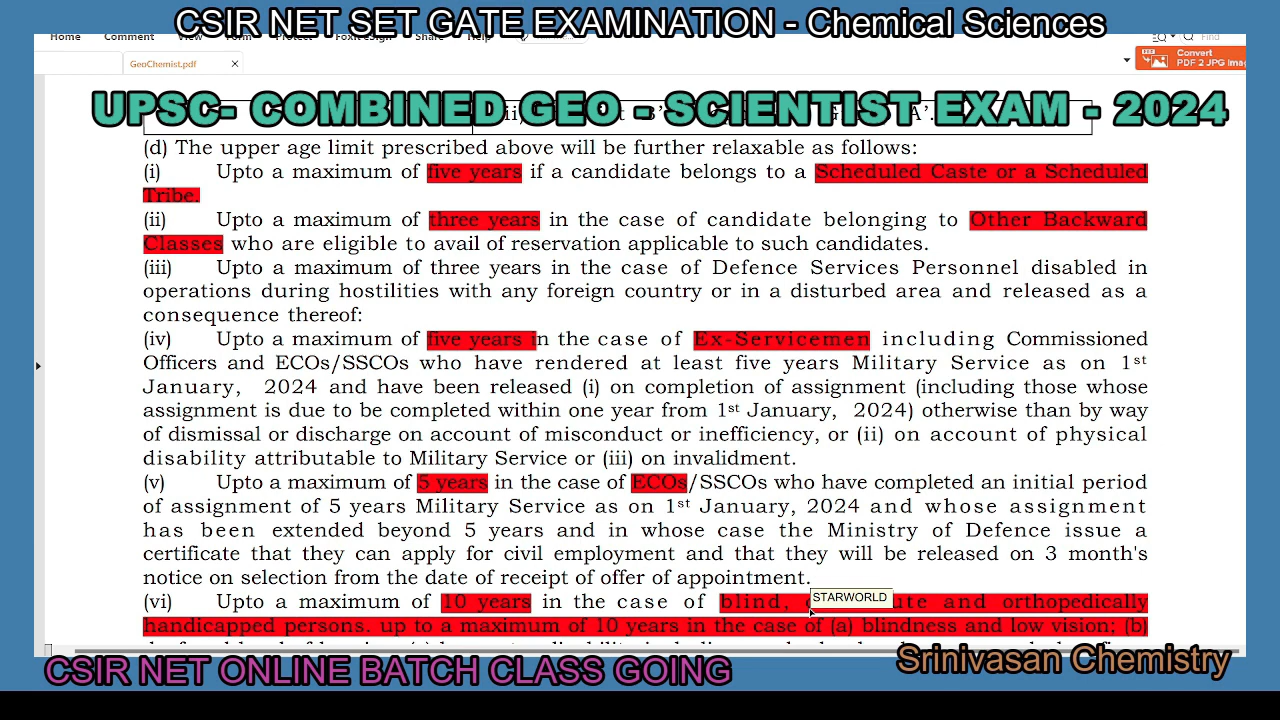 CSIR NET SET GATE EXAMINATION - Chemical Sciences
Home Comment View Form Protect Foxit eSign Share Help Find
GeoChemist.pdf
Convert
PDF 2 JPG Imag
UPSC- COMBINED GEO - SCIENTIST EXAM - 2024
(d) The upper age limit prescribed above will be further relaxable as follows:
(i) Upto a maximum of five years if a candidate belongs to a Scheduled Caste or a Scheduled
Tribe.
(ii) Upto a maximum of three years in the case of candidate belonging to Other Backward
Classes who are eligible to avail of reservation applicable to such candidates.
(iii) Upto a maximum of three years in the case of Defence Services Personnel disabled in
operations during hostilities with any foreign country or in a disturbed area and released as a
consequence thereof:
(iv) Upto a maximum of five years in the case of Ex-Servicemen including Commissioned
Officers and ECOs/SSCOs who have rendered at least five years Military Service as on 1st
January, 2024 and have been released (i) on completion of assignment (including those whose
assignment is due to be completed within one year from 1st January, 2024) otherwise than by way
of dismissal or discharge on account of misconduct or inefficiency, or (ii) on account of physical
disability attributable to Military Service or (iii) on invalidment.
(v) Upto a maximum of 5 years in the case of ECOs/SSCOs who have completed an initial period
of assignment of 5 years Military Service as on 1st January, 2024 and whose assignment
has been extended beyond 5 years and in whose case the Ministry of Defence issue a
certificate that they can apply for civil employment and that they will be released on 3 month's
notice on selection from the date of receipt of offer of appointment.
STARWORLD
(vi) Upto a maximum of 10 years in the case of blind, and orthopedically
handicapped persons, up to a maximum of 10 years in the case of (a) blindness and low vision; (b)
CSIR NET ONLINE BATCH CLASS GOING
Srinivasan Chemistry